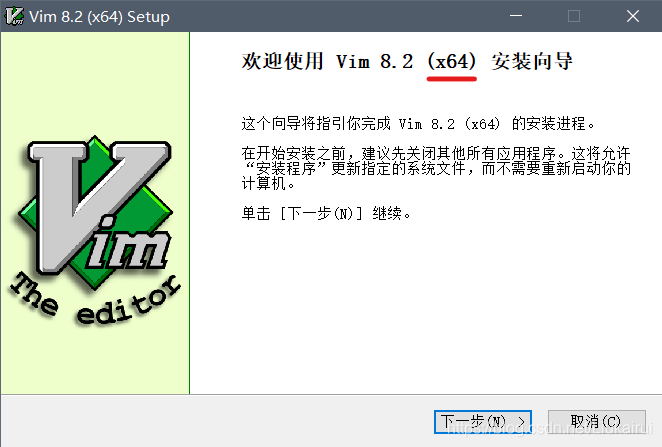 Vim 8.2 (x64) Setup
欢迎使用 Vim 8.2 (x64) 安装向导
这个向导将指引你完成 Vim 8.2 (x64) 的安装进程。
在开始安装之前，建议先关闭其他所有应用程序。这将允许
“安装程序”更新指定的系统文件，而不需要重新启动你的
计算机。
单击 [下一步(N)] 继续。
Vim
The editor
下一步(N) >
取消(C)